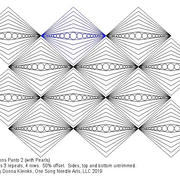 ons Panto 2 (with Pearls)
s 3 repeats, 4 rows. 50% offset. Sides, top and bottom untrimmed.
Donna Kleinke, One Song Needle Arts, LLC 2019